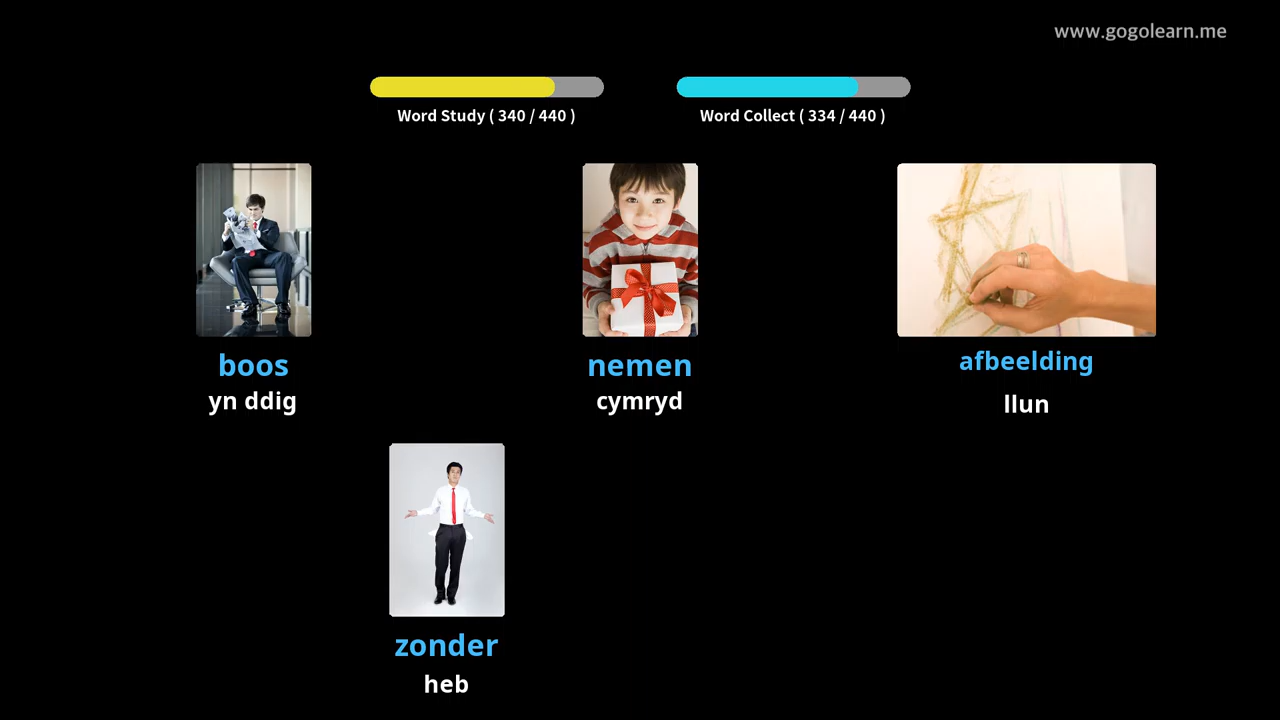 www.gogolearn.me
Word Study ( 340 / 440 )
Word Collect ( 334 / 440 )
boos
yn ddig
nemen
cymryd
afbeelding
llun
zonder
heb